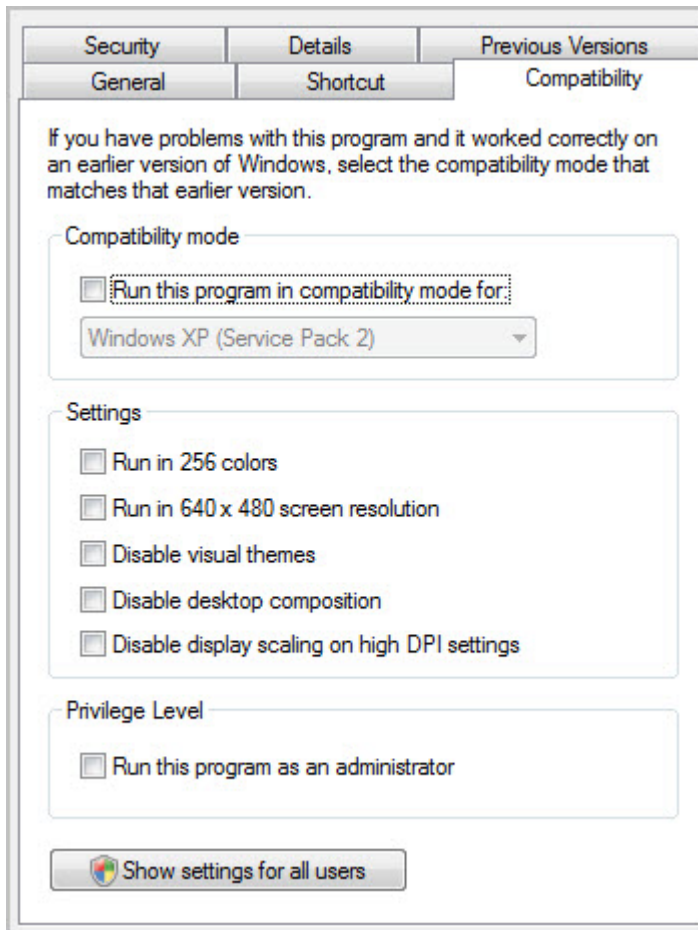 Security Details Previous Versions
General Shortcut Compatibility
If you have problems with this program and it worked correctly on
an earlier version of Windows, select the compatibility mode that
matches that earlier version.
Compatibility mode
Run this program in compatibility mode for:
Windows XP (Service Pack 2)
Settings
Run in 256 colors
Run in 640 x 480 screen resolution
Disable visual themes
Disable desktop composition
Disable display scaling on high DPI settings
Privilege Level
Run this program as an administrator
Show settings for all users